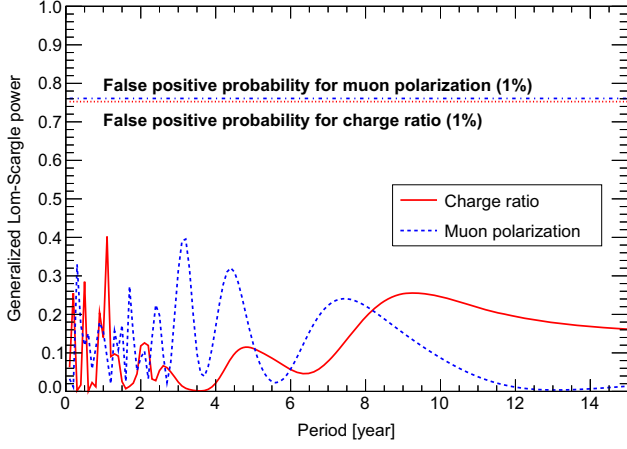 Generalized Lom-Scargle power
1.0
0.9
0.8
0.7
0.6
0.5
0.4
0.3
0.2
0.1
0.0
False positive probability for muon polarization (1%)
False positive probability for charge ratio (1%)
Charge ratio
Muon polarization
0 2 4 6 8 10 12 14
Period [year]